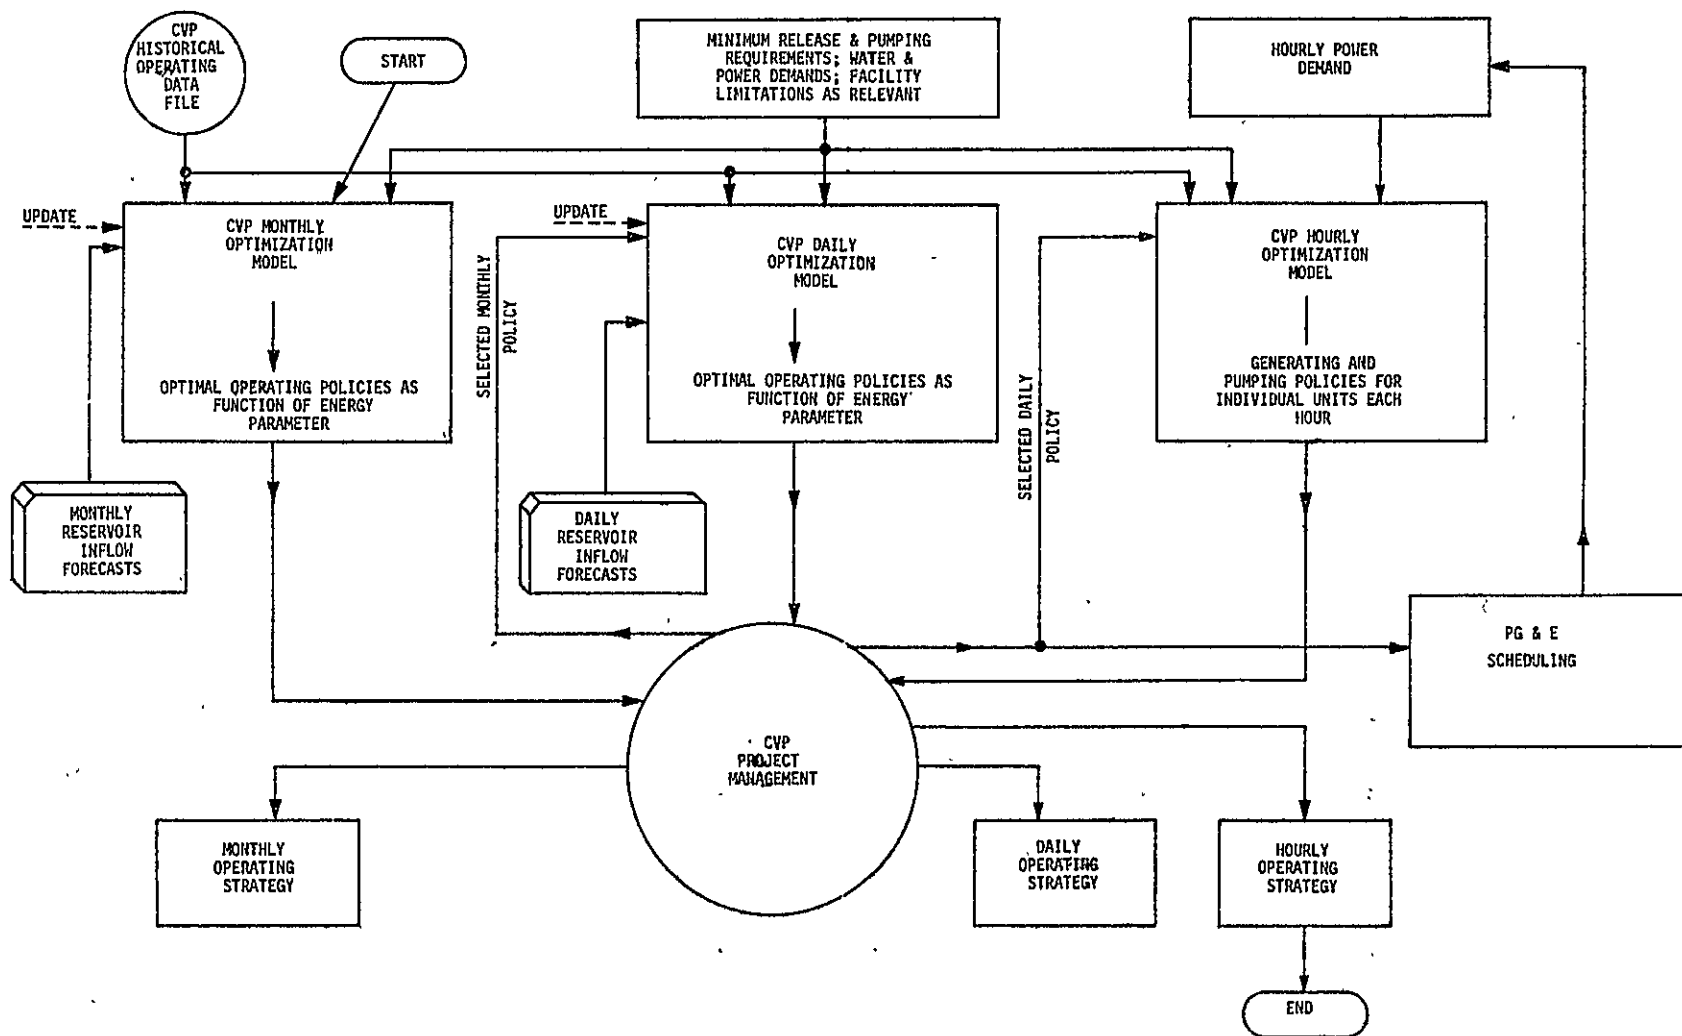 CVP
HISTORICAL
OPERATING
DATA
FILE
START
MINIMUM RELEASE & PUMPING
REQUIREMENTS; WATER &
POWER DEMANDS; FACILITY
LIMITATIONS AS RELEVANT
HOURLY POWER
DEMAND
UPDATE
CVP MONTHLY
OPTIMIZATION
MODEL
OPTIMAL OPERATING POLICIES AS
FUNCTION OF ENERGY
PARAMETER
MONTHLY
RESERVOIR
INFLOW
FORECASTS
SELECTED MONTHLY
POLICY
UPDATE
CVP DAILY
OPTIMIZATION
MODEL
OPTIMAL OPERATING POLICIES AS
FUNCTION OF ENERGY
PARAMETER
DAILY
RESERVOIR
INFLOW
FORECASTS
SELECTED DAILY
POLICY
CVP HOURLY
OPTIMIZATION
MODEL
GENERATING AND
PUMPING POLICIES FOR
INDIVIDUAL UNITS EACH
HOUR
PG & E
SCHEDULING
CVP
PROJECT
MANAGEMENT
MONTHLY
OPERATING
STRATEGY
DAILY
OPERATING
STRATEGY
HOURLY
OPERATING
STRATEGY
END